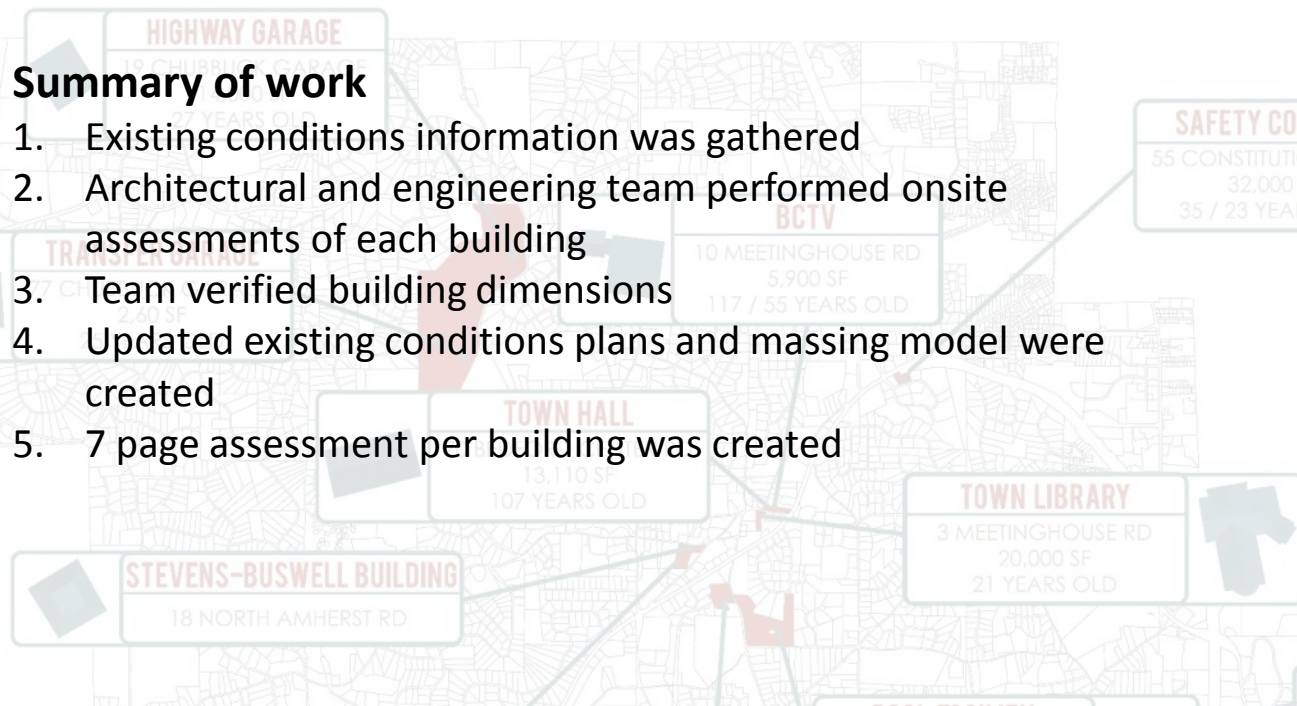 HIGHWAY GARAGE
Summary of work
27 YEARS OLD
1. Existing conditions information was gathered
SAFETY CO
2. Architectural and engineering team performed onsite
assessments of each building
55 CONSTITUTI
32,000
35 / 23 YEA
BCTV
10 MEETINGHOUSE RD
5,900 SF
117 / 55 YEARS OLD
TRANSFER GARAGE
3. Team verified building dimensions
4. Updated existing conditions plans and massing model were
created
TOWN HALL
5. 7 page assessment per building was created
13,110 SF
107 YEARS OLD
TOWN LIBRARY
3 MEETINGHOUSE RD
20,000 SF
21 YEARS OLD
STEVENS-BUSWELL BUILDING
18 NORTH AMHERST RD